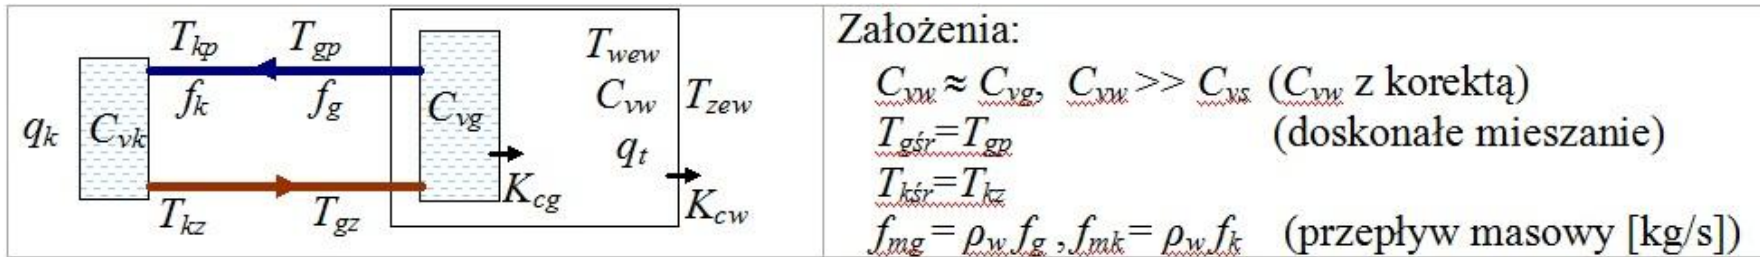 T_kp T_gp
f_k f_g
q_k C_vk
T_kz T_gz
C_vg
K_cg
T_wew
C_vw
q_t
T_zew
K_cw
Założenia:
C_vw ≈ C_vg, C_vw >> C_vs (C_vw z korektą)
T_gśr=T_gp (doskonałe mieszanie)
T_kśr=T_kz
f_mg = ρ_w f_g , f_mk = ρ_w f_k (przepływ masowy [kg/s])